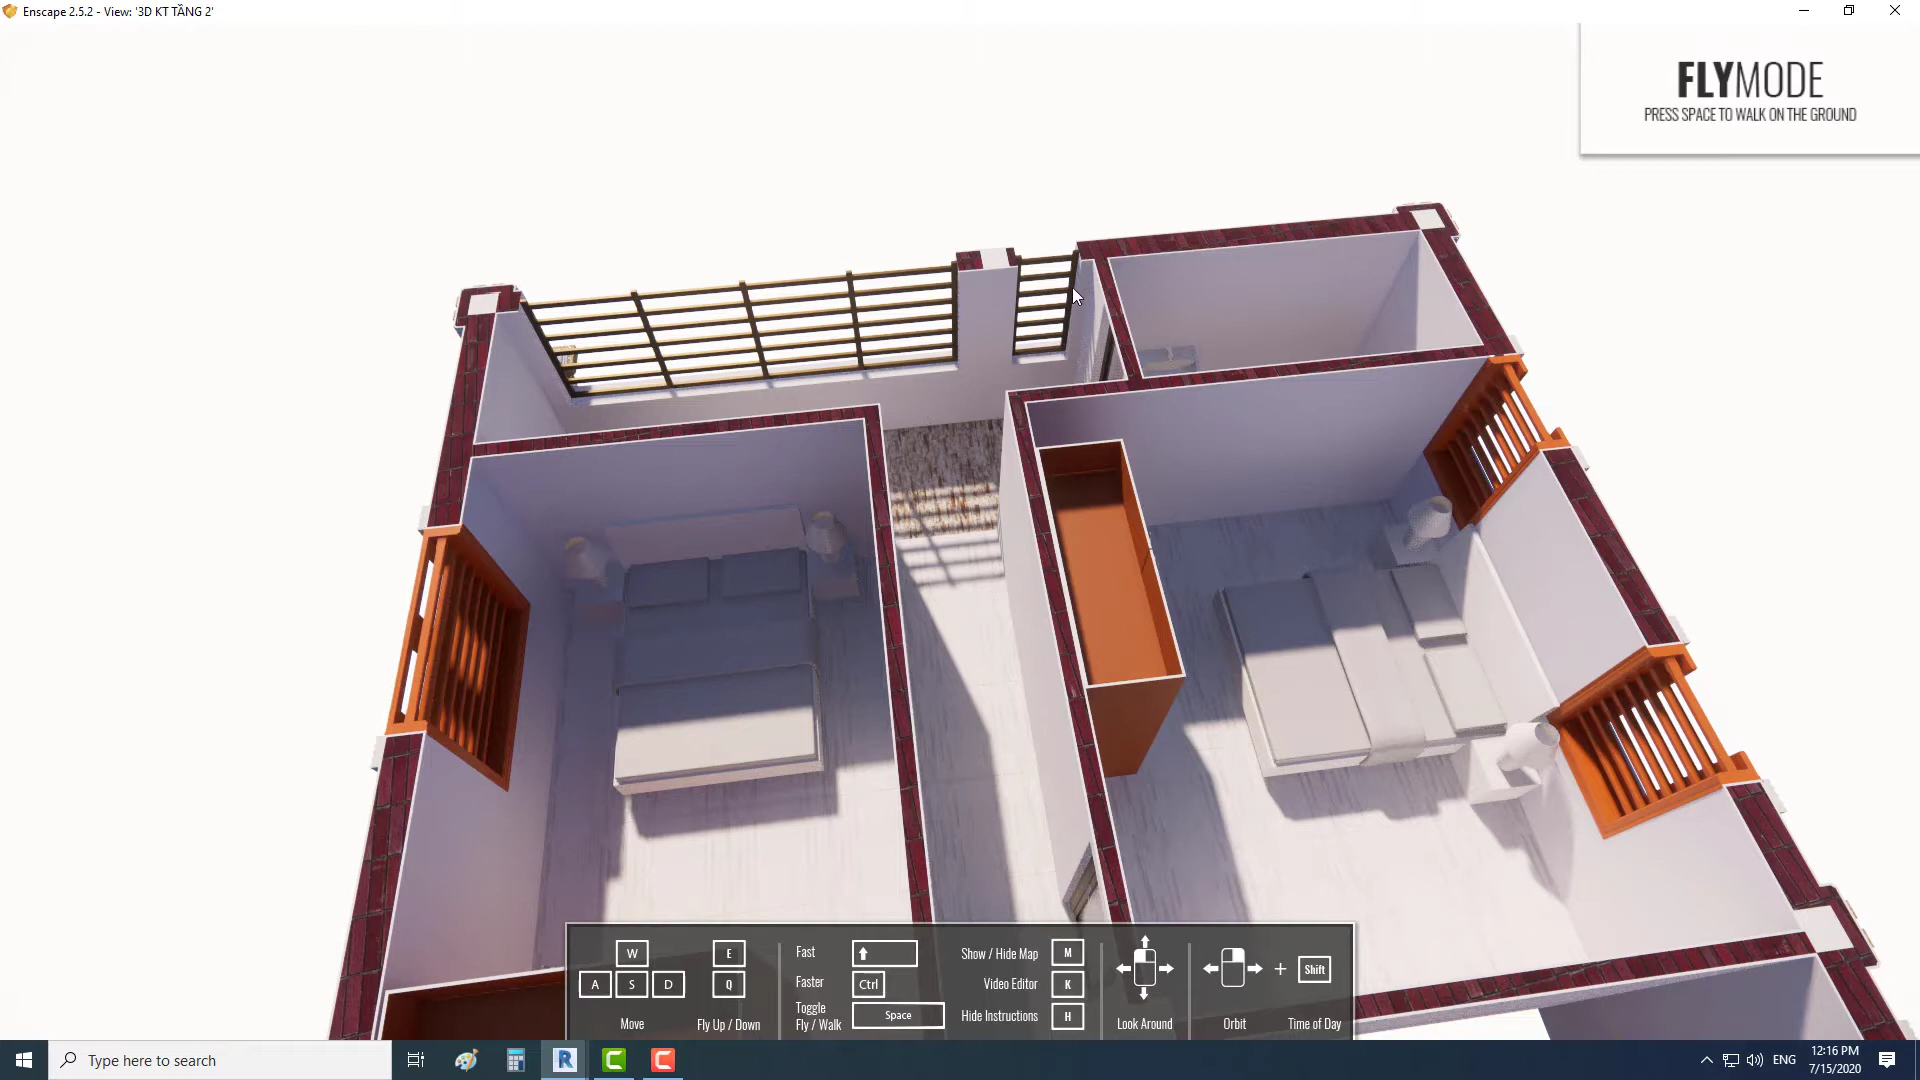 Enscape 2.5.2 - View: '3D KT TẦNG 2'
FLYMODE
PRESS SPACE TO WALK ON THE GROUND
W
A S D
Move
E
Q
Fly Up / Down
Fast
Faster Ctrl
Toggle
Fly / Walk Space
Show / Hide Map M
Video Editor K
Hide Instructions H
Look Around
Orbit
+ Shift
Time of Day
Type here to search
R
C
C
ENG
12:16 PM
7/15/2020